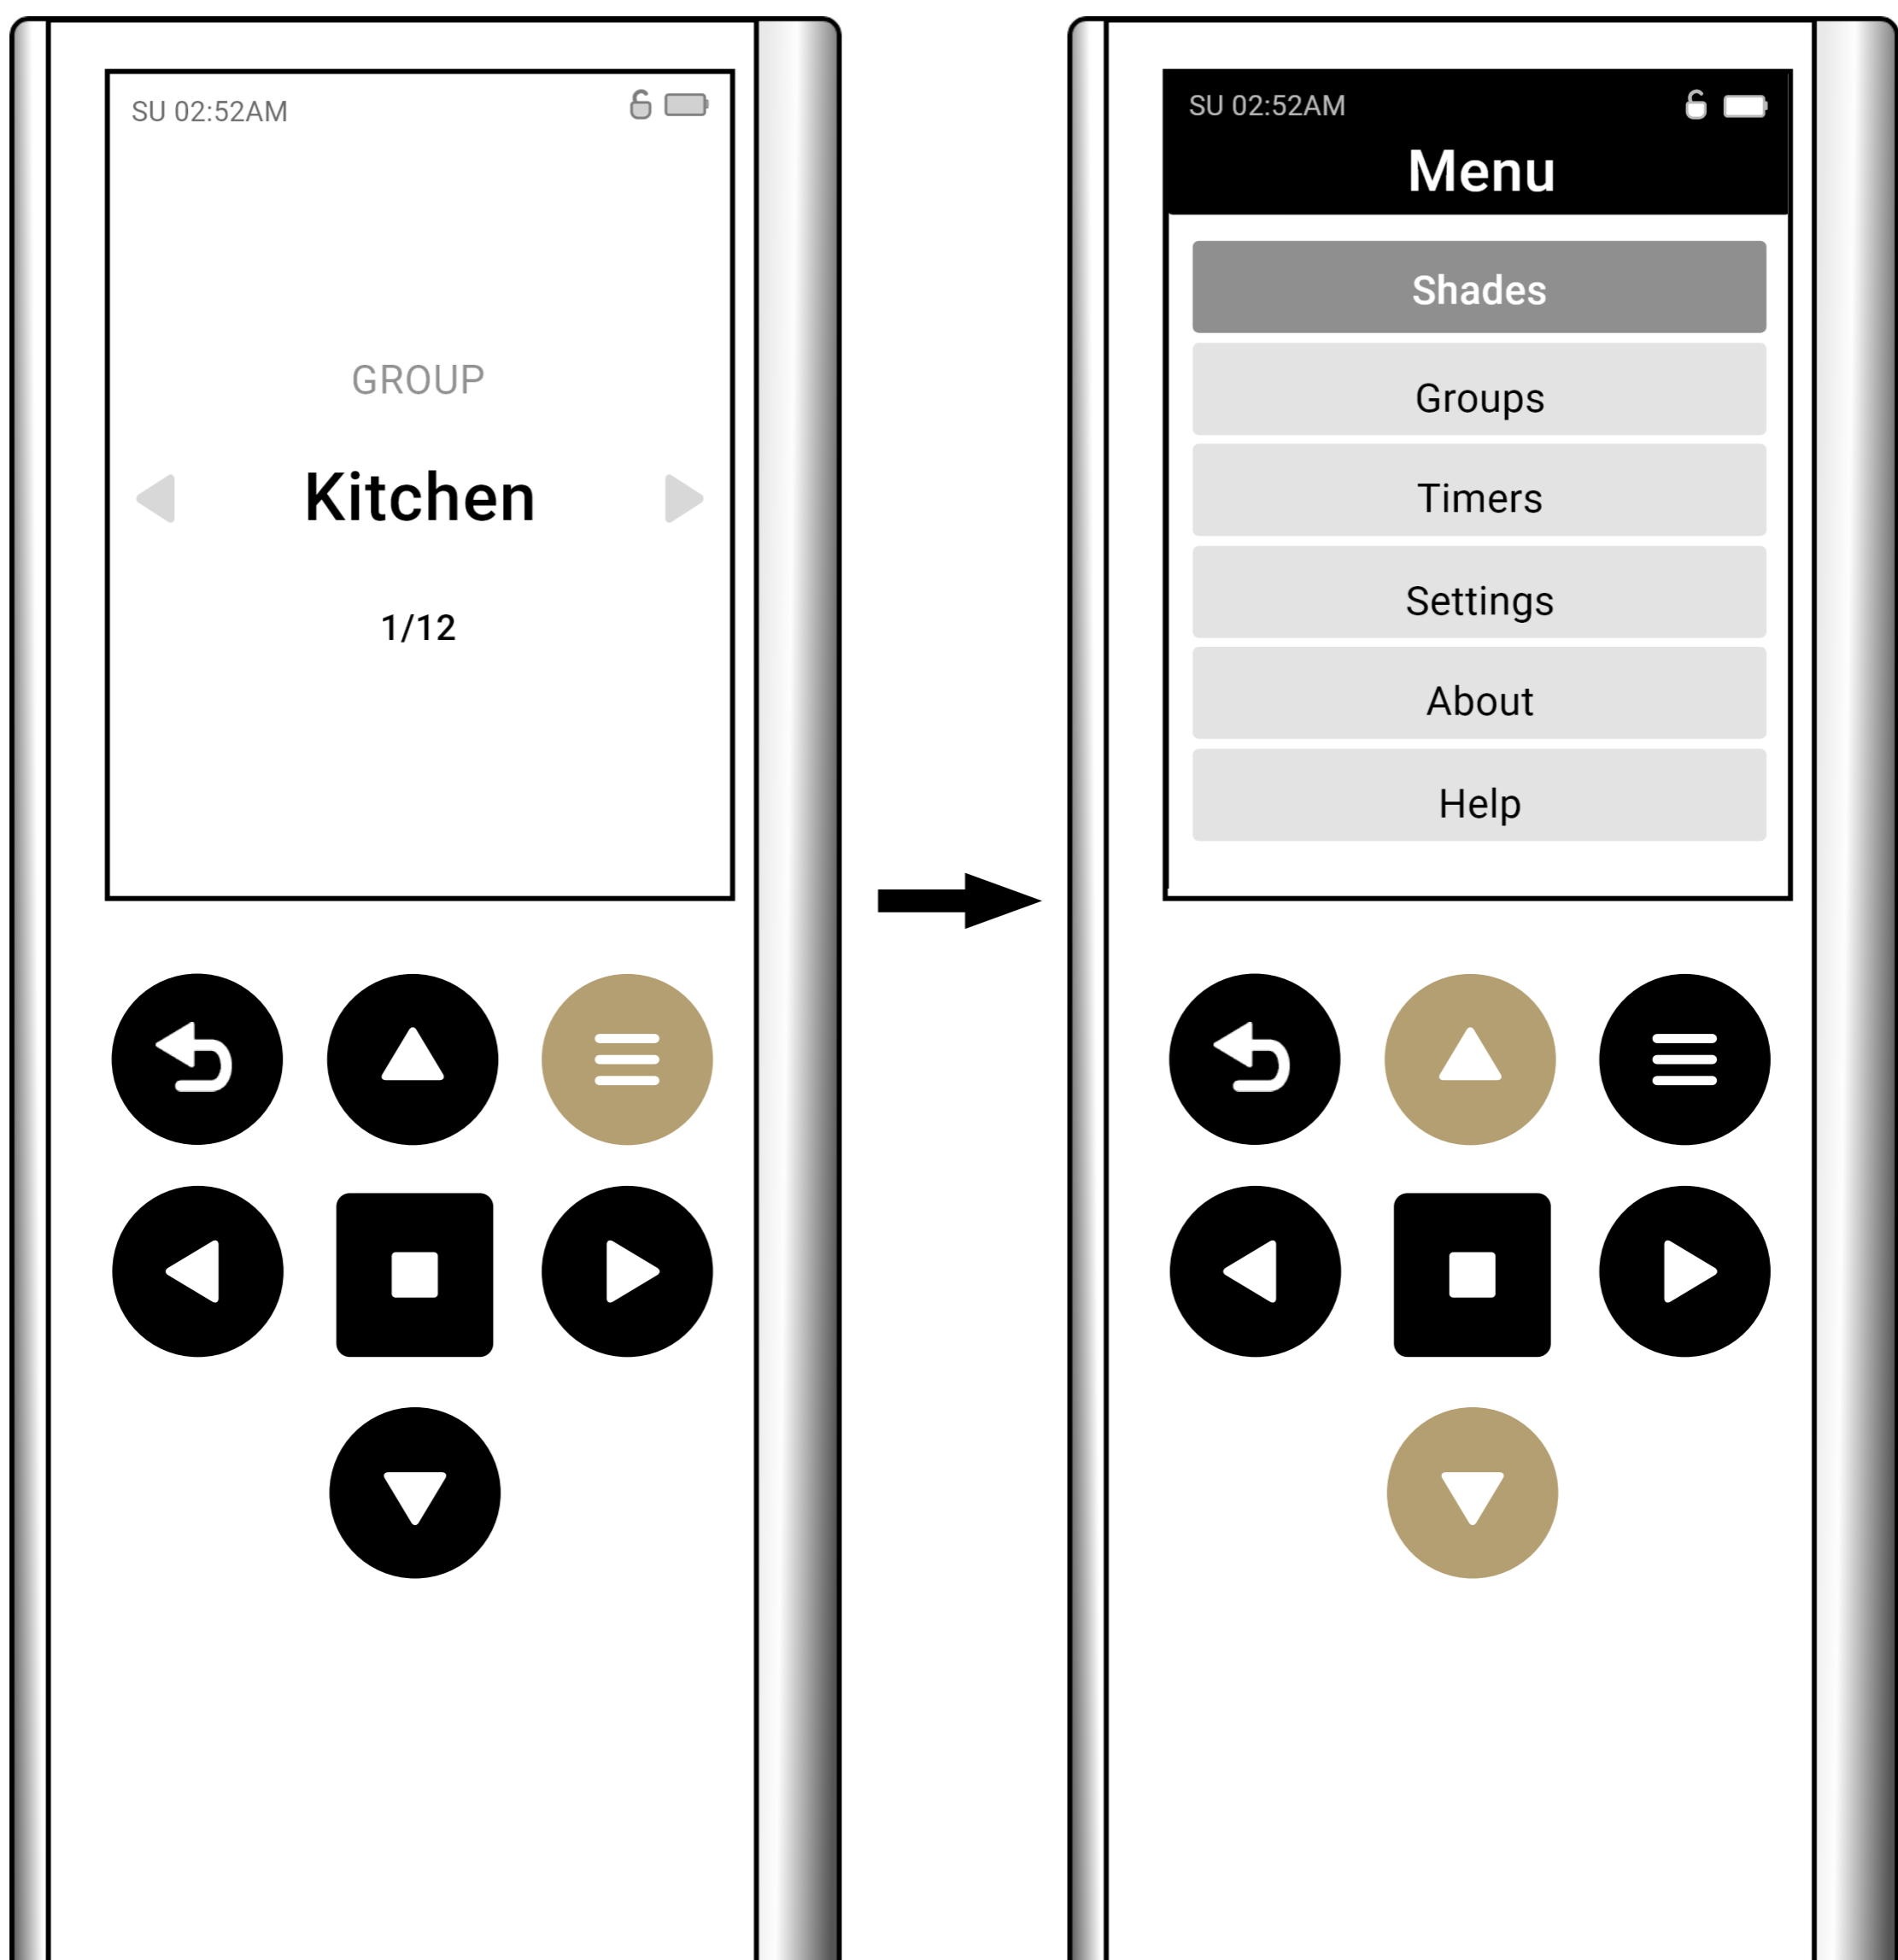 SU 02:52AM
GROUP
Kitchen
1/12
SU 02:52AM
Menu
Shades
Groups
Timers
Settings
About
Help